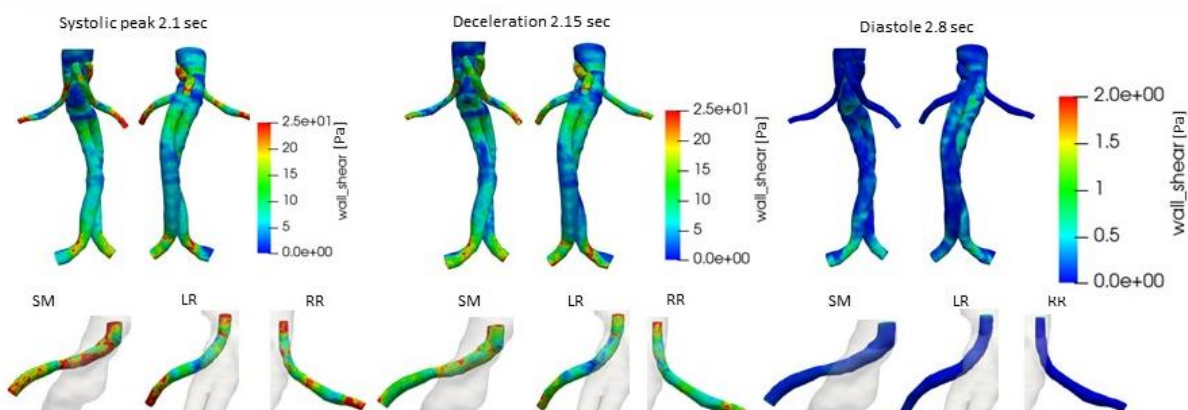 Systolic peak 2.1 sec
2.5e+01
20
15
10
5
0.0e+00
wall_shear [Pa]
Deceleration 2.15 sec
2.5e+01
20
15
10
5
0.0e+00
wall_shear [Pa]
Diastole 2.8 sec
2.0e+00
1.5
1
0.5
0.0e+00
wall_shear [Pa]
SM
LR
RR
SM
LR
RR
SM
LR
RR